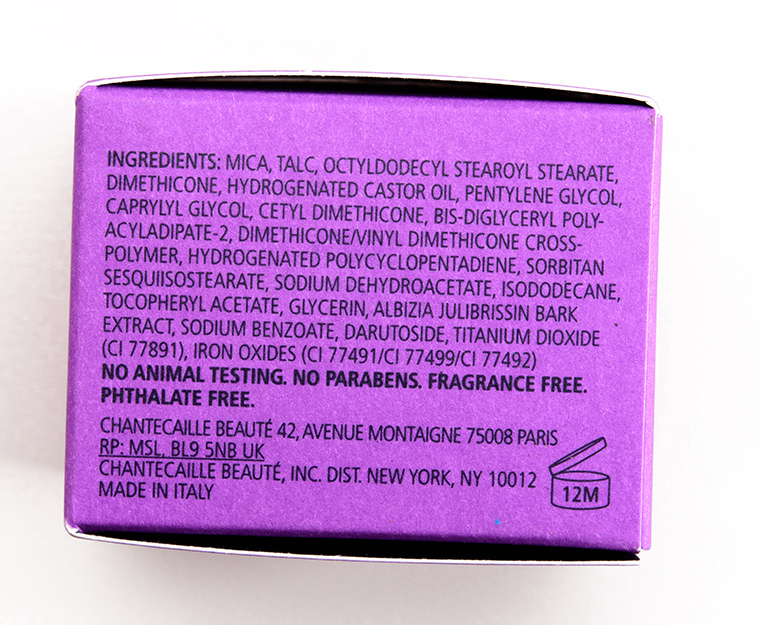 INGREDIENTS: MICA, TALC, OCTYLDODECYL STEAROYL STEARATE,
DIMETHICONE, HYDROGENATED CASTOR OIL, PENTYLENE GLYCOL,
CAPRYLYL GLYCOL, CETYL DIMETHICONE, BIS-DIGLYCERYL POLY-
ACYLADIPATE-2, DIMETHICONE/VINYL DIMETHICONE CROSS-
POLYMER, HYDROGENATED POLYCYCLOPENTADIENE, SORBITAN
SESQUIISOSTEARATE, SODIUM DEHYDROACETATE, ISODODECANE,
TOCOPHERYL ACETATE, GLYCERIN, ALBIZIA JULIBRISSIN BARK
EXTRACT, SODIUM BENZOATE, DARUTOSIDE, TITANIUM DIOXIDE
(CI 77891), IRON OXIDES (CI 77491/CI 77499/CI 77492)
NO ANIMAL TESTING. NO PARABENS. FRAGRANCE FREE.
PHTHALATE FREE.
CHANTECAILLE BEAUTÉ 42, AVENUE MONTAIGNE 75008 PARIS
RP: MSL, BL9 5NB UK
CHANTECAILLE BEAUTÉ, INC. DIST. NEW YORK, NY 10012
MADE IN ITALY
12M